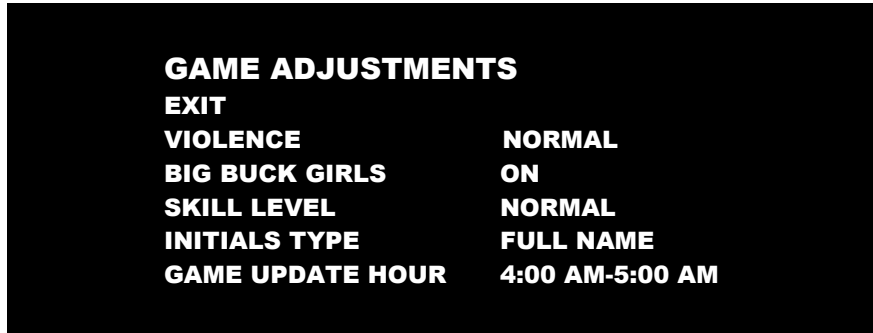 GAME ADJUSTMENTS
EXIT
VIOLENCE NORMAL
BIG BUCK GIRLS ON
SKILL LEVEL NORMAL
INITIALS TYPE FULL NAME
GAME UPDATE HOUR 4:00 AM-5:00 AM